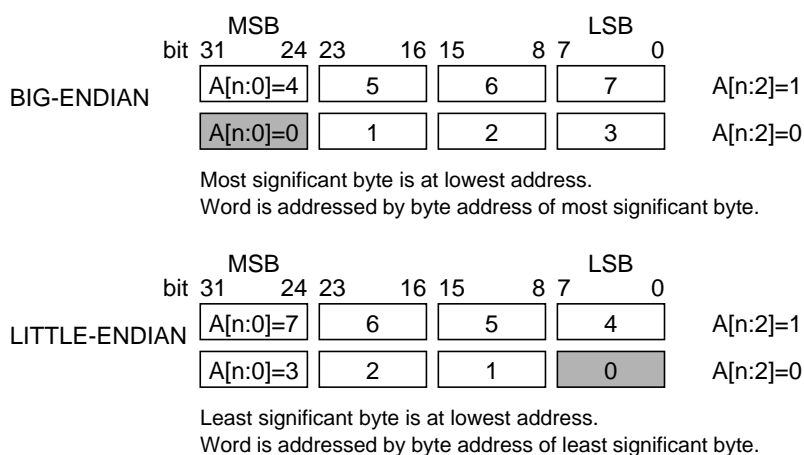 MSB LSB
bit 31 24 23 16 15 8 7 0
BIG-ENDIAN A[n:0]=4 5 6 7 A[n:2]=1
A[n:0]=0 1 2 3 A[n:2]=0
Most significant byte is at lowest address.
Word is addressed by byte address of most significant byte.
MSB LSB
bit 31 24 23 16 15 8 7 0
LITTLE-ENDIAN A[n:0]=7 6 5 4 A[n:2]=1
A[n:0]=3 2 1 0 A[n:2]=0
Least significant byte is at lowest address.
Word is addressed by byte address of least significant byte.